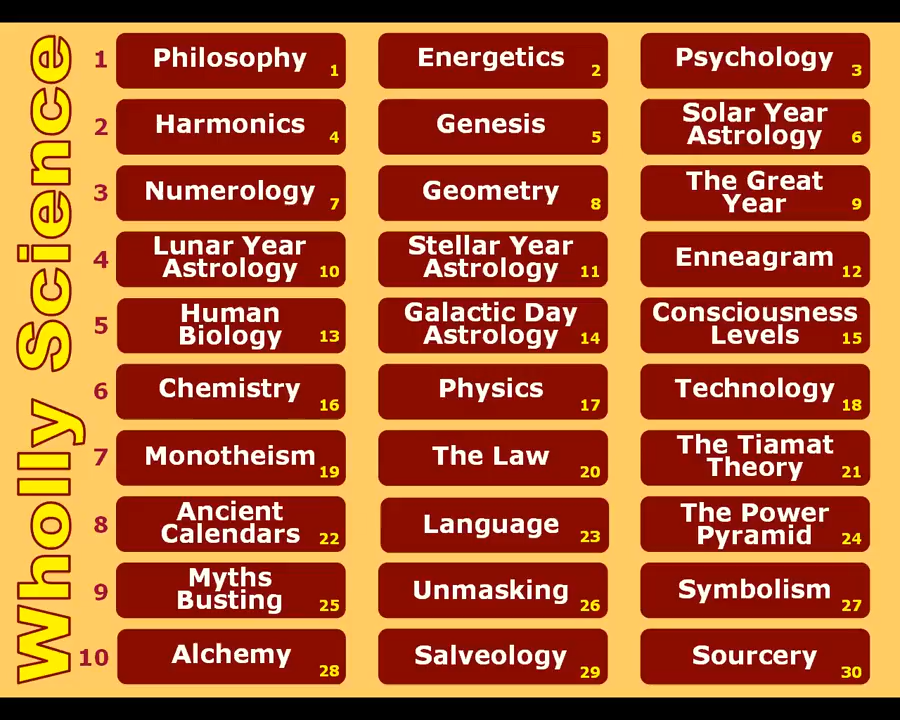 Wholly Science
1
Philosophy
1
Energetics
2
Psychology
3
2
Harmonics
4
Genesis
5
Solar Year
Astrology
6
3
Numerology
7
Geometry
8
The Great
Year
9
4
Lunar Year
Astrology
10
Stellar Year
Astrology
11
Enneagram
12
5
Human
Biology
13
Galactic Day
Astrology
14
Consciousness
Levels
15
6
Chemistry
16
Physics
17
Technology
18
7
Monotheism
19
The Law
20
The Tiamat
Theory
21
8
Ancient
Calendars
22
Language
23
The Power
Pyramid
24
9
Myths
Busting
25
Unmasking
26
Symbolism
27
10
Alchemy
28
Salveology
29
Sourcery
30